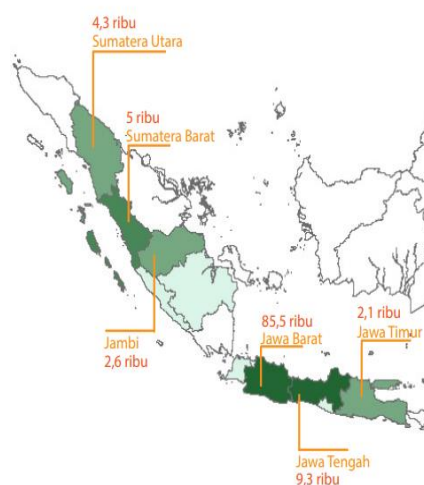 4,3 ribu
Sumatera Utara
5 ribu
Sumatera Barat
Jambi
2,6 ribu
85,5 ribu
Jawa Barat
2,1 ribu
Jawa Timur
Jawa Tengah
9,3 ribu